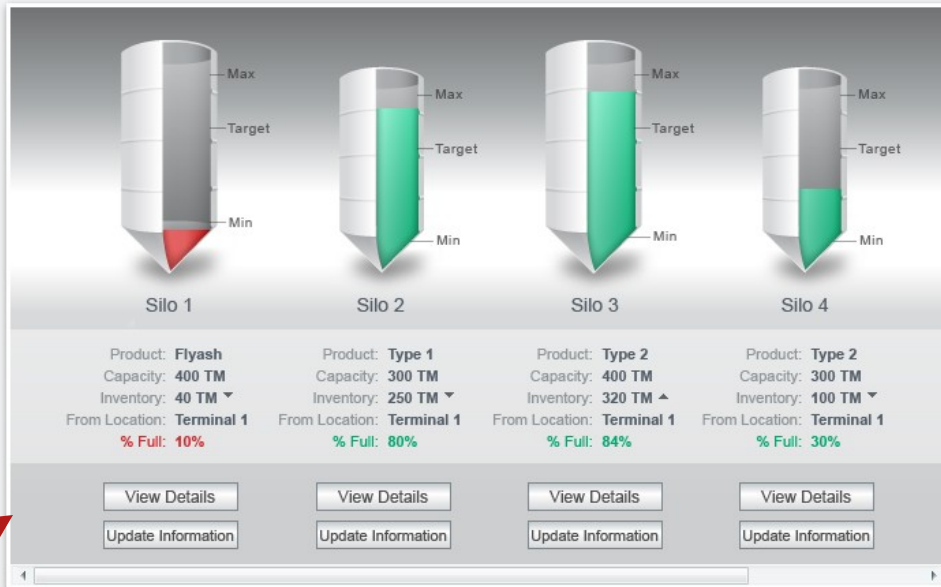 Max
Target
Min
Silo 1
Product: Flyash
Capacity: 400 TM
Inventory: 40 TM
From Location: Terminal 1
% Full: 10%
View Details
Update Information
Max
Target
Min
Silo 2
Product: Type 1
Capacity: 300 TM
Inventory: 250 TM
From Location: Terminal 1
% Full: 80%
View Details
Update Information
Max
Target
Min
Silo 3
Product: Type 2
Capacity: 400 TM
Inventory: 320 TM
From Location: Terminal 1
% Full: 84%
View Details
Update Information
Max
Target
Min
Silo 4
Product: Type 2
Capacity: 300 TM
Inventory: 100 TM
From Location: Terminal 1
% Full: 30%
View Details
Update Information